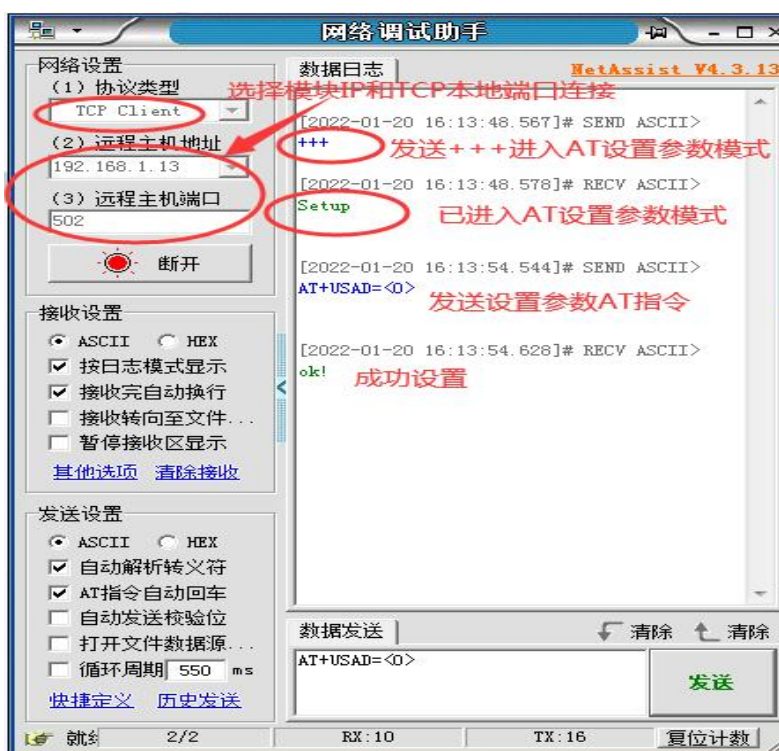 网络调试助手
网络设置
(1) 协议类型
TCP Client
(2) 远程主机地址
192.168.1.13
(3) 远程主机端口
502
断开
接收设置
ASCII HEX
按日志模式显示
接收完自动换行
接收转向至文件...
暂停接收区显示
其他选项 清除接收
发送设置
ASCII HEX
自动解析转义符
AT指令自动回车
自动发送校验位
打开文件数据源...
循环周期 550 ms
快捷定义 历史发送
数据日志 NetAssist V4.3.13
选择模块IP和TCP本地端口连接
[2022-01-20 16:13:48.567]# SEND ASCII>
+++
发送+++进入AT设置参数模式
[2022-01-20 16:13:48.578]# RECV ASCII>
Setup
已进入AT设置参数模式
[2022-01-20 16:13:54.544]# SEND ASCII>
AT+USAD=<0>
发送设置参数AT指令
[2022-01-20 16:13:54.628]# RECV ASCII>
ok!
成功设置
数据发送 清除 清除
AT+USAD=<0>
发送
2/2 RX:10 TX:16 复位计数